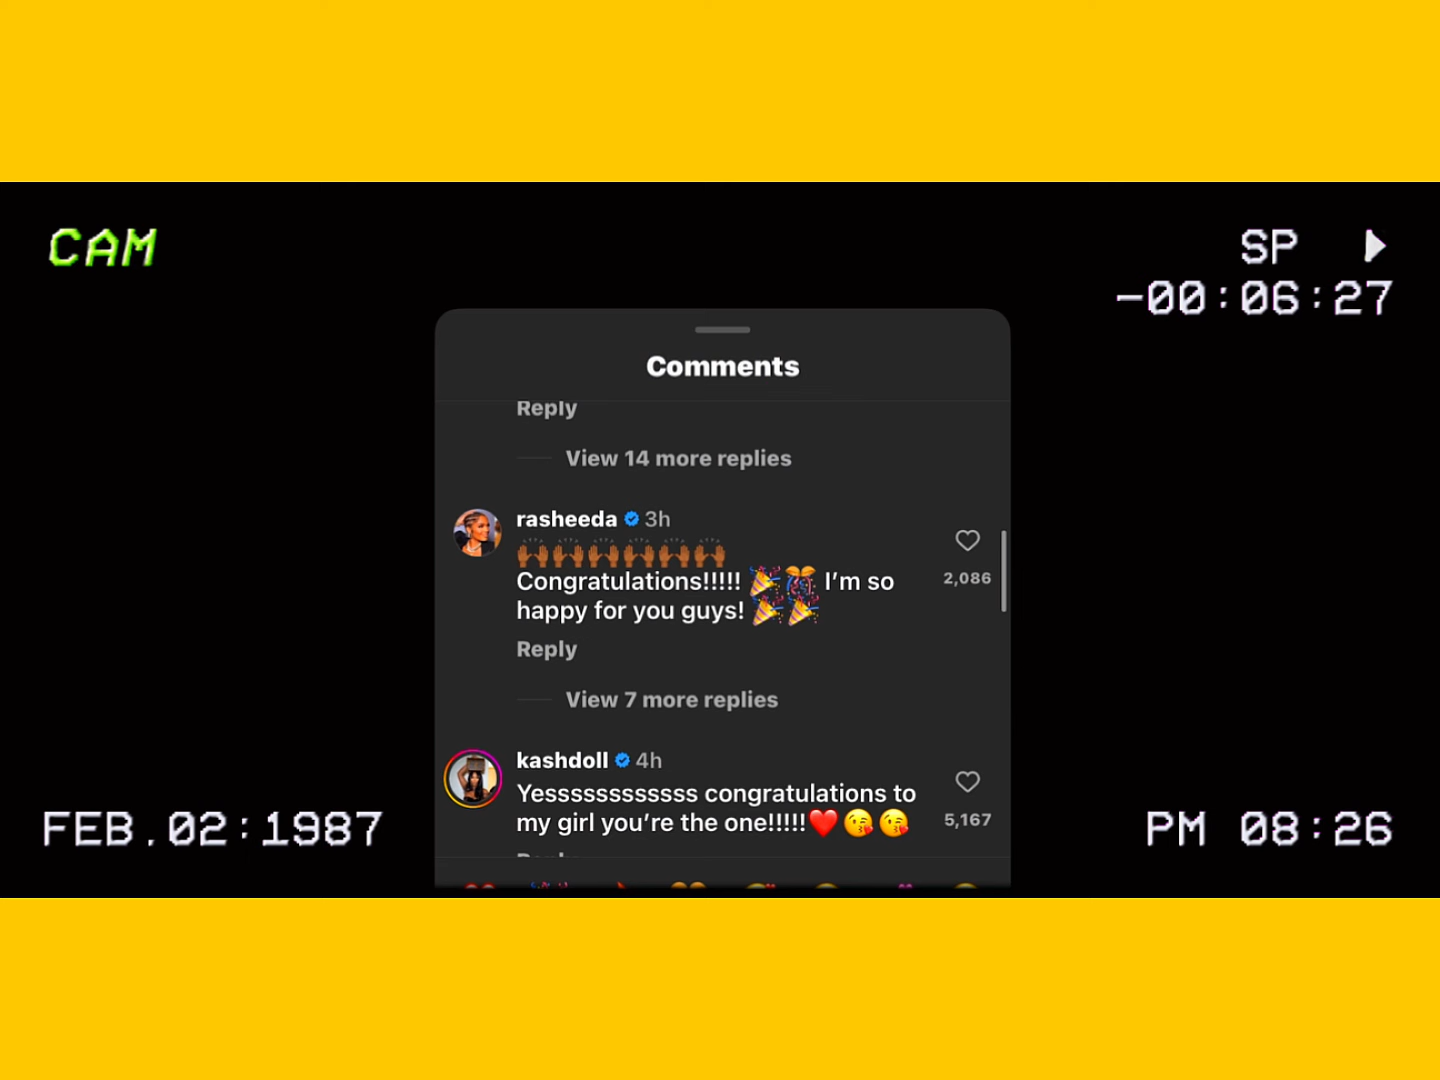 CAM
SP
-00:06:27
Comments
Reply
View 14 more replies
rasheeda 3h
🙌🏾🙌🏾🙌🏾🙌🏾🙌🏾🙌🏾
Congratulations!!!!! 🎉🎊 I’m so
happy for you guys! 🎉🎉
Reply
2,086
View 7 more replies
kashdoll 4h
Yessssssssssss congratulations to
my girl you’re the one!!!!!❤️😘😘
5,167
Reply
FEB.02:1987
PM 08:26